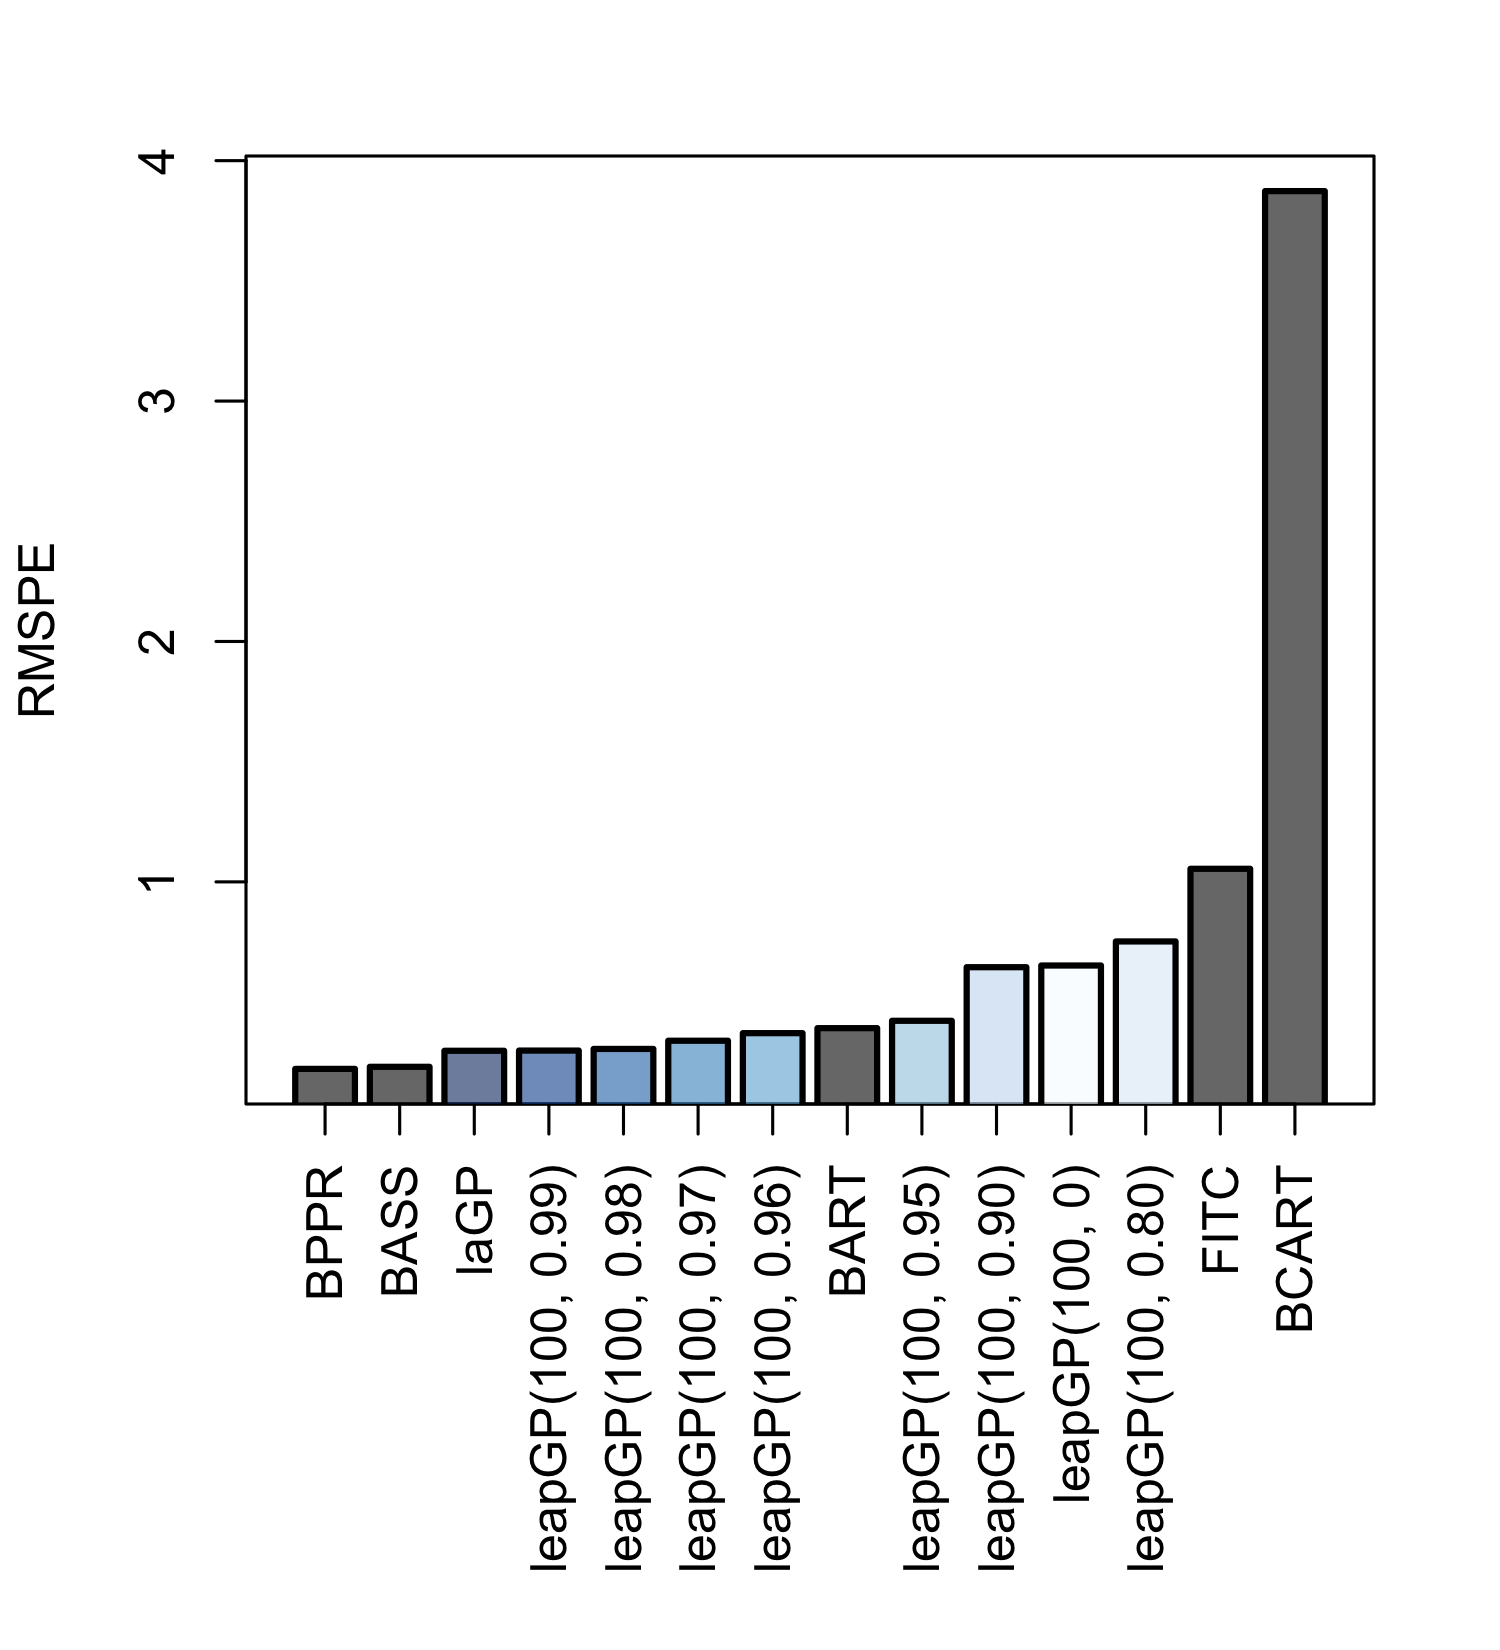 RMSPE
4
3
2
1
BPPR
BASS
laGP
leapGP(100, 0.99)
leapGP(100, 0.98)
leapGP(100, 0.97)
leapGP(100, 0.96)
BART
leapGP(100, 0.95)
leapGP(100, 0.90)
leapGP(100, 0)
leapGP(100, 0.80)
FITC
BCART